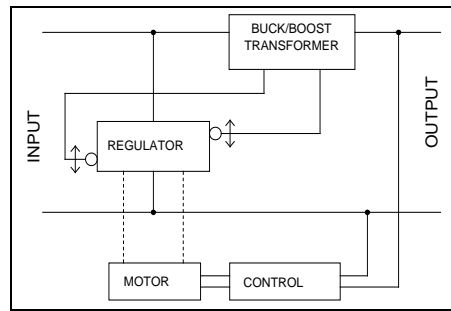 BUCK/BOOST
TRANSFORMER
INPUT
REGULATOR
OUTPUT
MOTOR
CONTROL